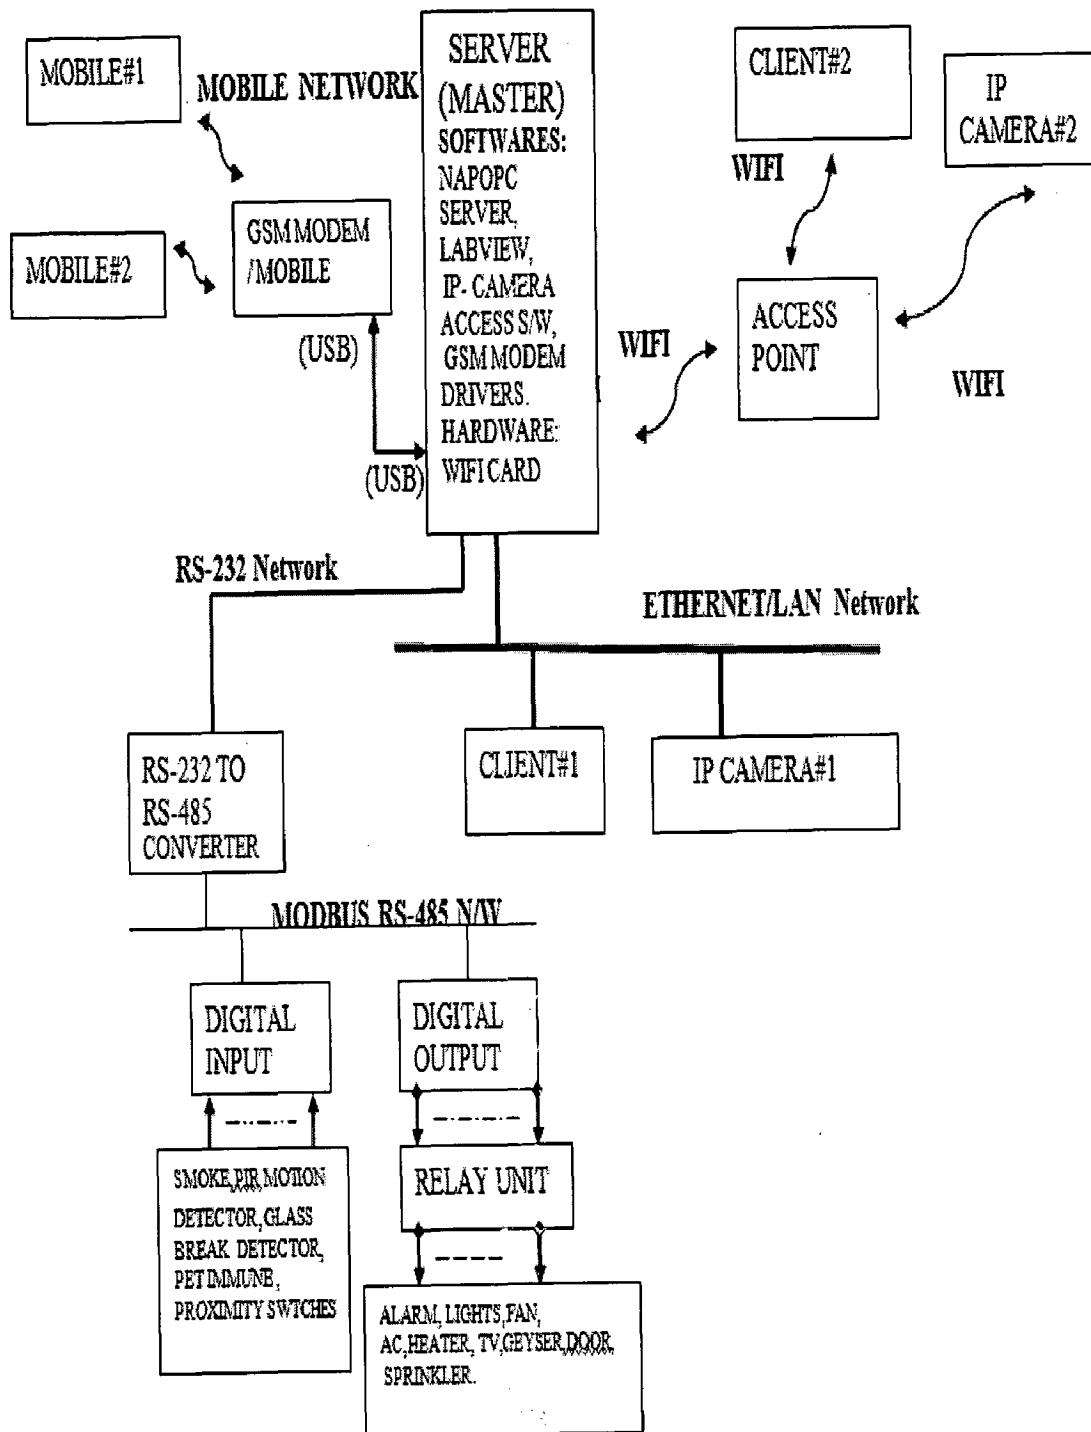 MOBILE#1
MOBILE NETWORK
MOBILE#2
GSM MODEM
/MOBILE
(USB)
(USB)
SERVER
(MASTER)
SOFTWARES:
NAPOPC
SERVER,
LABVIEW,
IP- CAMERA
ACCESS S/W,
GSM MODEM
DRIVERS.
HARDWARE:
WIFI CARD
CLIENT#2
IP
CAMERA#2
WIFI
ACCESS
POINT
WIFI
WIFI
RS-232 Network
ETHERNET/LAN Network
RS-232 TO
RS-485
CONVERTER
CLIENT#1
IP CAMERA#1
MODBUS RS-485 N/W
DIGITAL
INPUT
DIGITAL
OUTPUT
SMOKE,PIR,MOTION
DETECTOR,GLASS
BREAK DETECTOR,
PET IMMUNE,
PROXIMITY SWTCHES
RELAY UNIT
ALARM, LIGHTS,FAN,
AC,HEATER, TV,GEYSER,DOOR,
SPRINKLER.